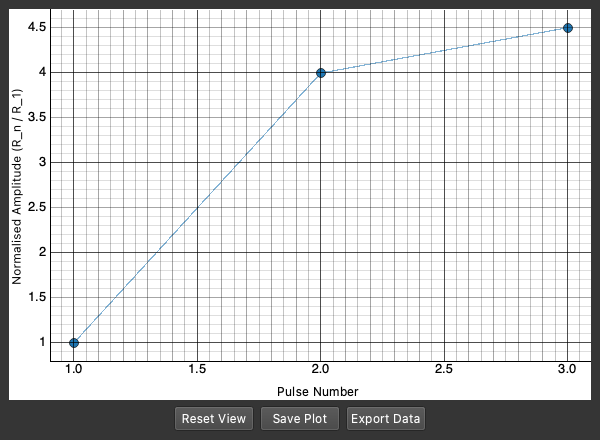 4.5
4
3.5
3
2.5
2
1.5
1
Normalised Amplitude (R_n / R_1)
1.0 1.5 2.0 2.5 3.0
Pulse Number
Reset View Save Plot Export Data